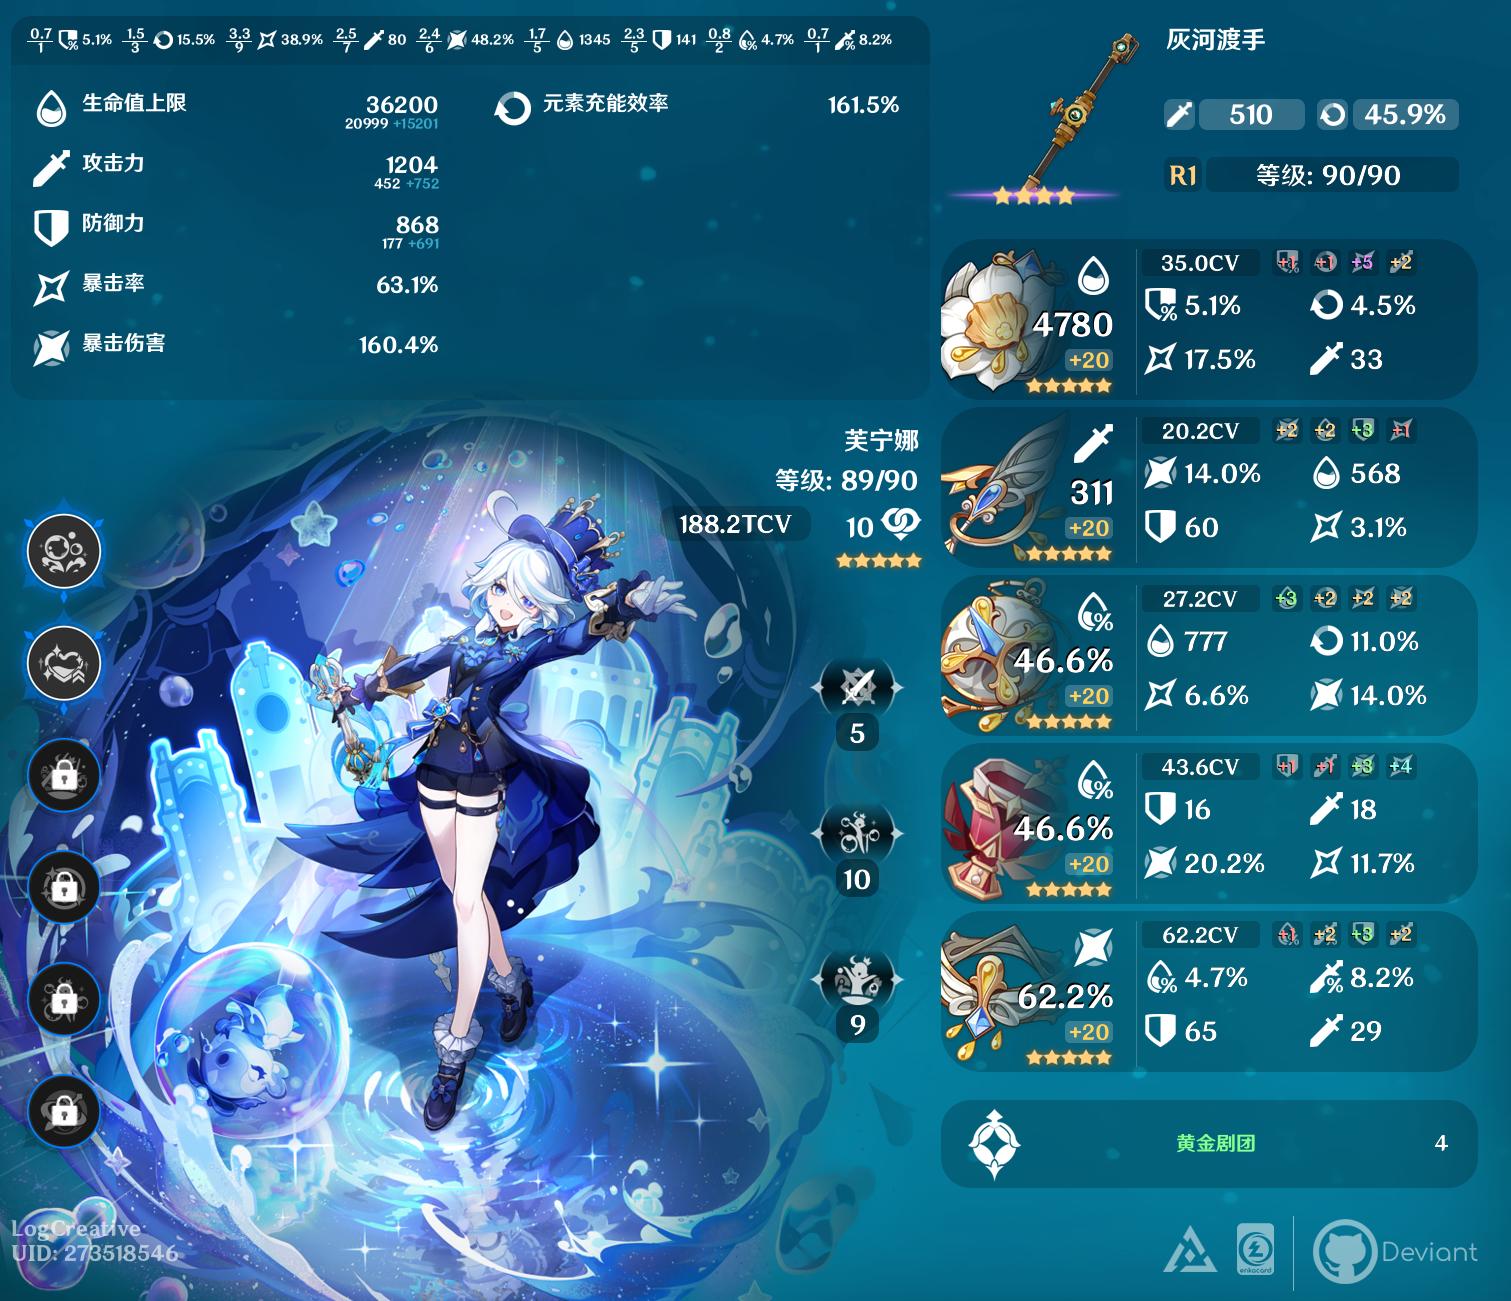 0.7/1 5.1% 1.5/3 15.5% 3.3/9 38.9% 2.5/7 80 2.4/6 48.2% 1.7/5 1345 2.3/5 141 0.8/2 4.7% 0.7/1 8.2%
生命值上限 36200
20999 +15201
元素充能效率 161.5%
攻击力 1204
452 +752
防御力 868
177 +691
暴击率 63.1%
暴击伤害 160.4%
灰河渡手
510 45.9%
R1 等级: 90/90
芙宁娜
等级: 89/90
188.2TCV 10
5
10
9
35.0CV +1 +1 +5 +2
4780
+20
5.1% 4.5%
17.5% 33
20.2CV +2 +2 +3 +1
311
+20
14.0% 568
60 3.1%
27.2CV +3 +2 +2 +2
46.6%
+20
777 11.0%
6.6% 14.0%
43.6CV +1 +1 +3 +4
46.6%
+20
16 18
20.2% 11.7%
62.2CV +1 +2 +3 +2
62.2%
+20
4.7% 8.2%
65 29
黄金剧团 4
LogCreative
UID: 273518546
enkacard
Deviant